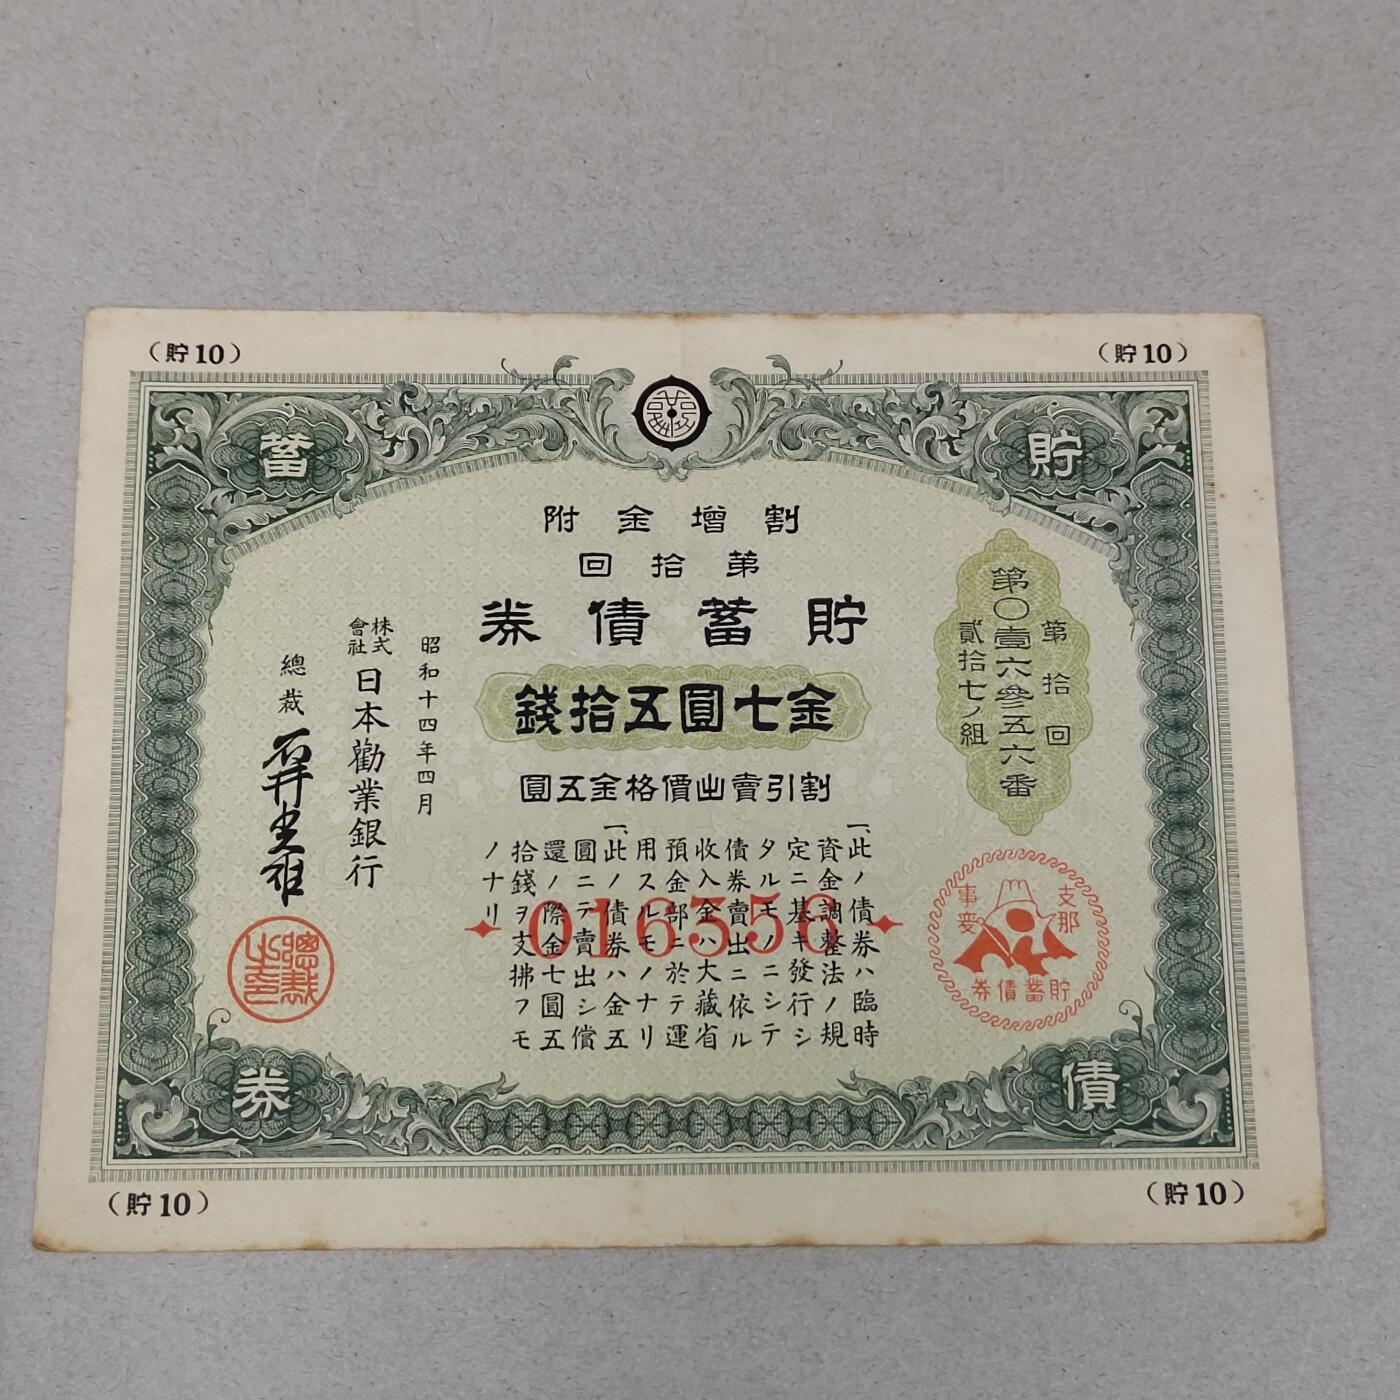 （貯10）
（貯10）
貯蓄
債券
割增金附
第拾回
貯蓄債券
金七圓五拾錢
割引賣出價格金五圓
第拾回
第〇壹六參五六番
貳拾七ノ組
一、此ノ債券ハ臨時
資金調整法ノ規
定ニ基キ發行シ
タルモノニシテ
債券賣出ニ依ル
收入金ハ大藏省
預金部ニ於テ運
用スルモノナリ
一、此ノ債券ハ金五
圓ニテ賣出シ償
還ノ際金七圓五
拾錢ヲ支拂フモ
ノナリ
016356
昭和十四年四月
株式會社日本勸業銀行
總裁
石井光雄
支那
事變
貯蓄債券
（貯10）
（貯10）